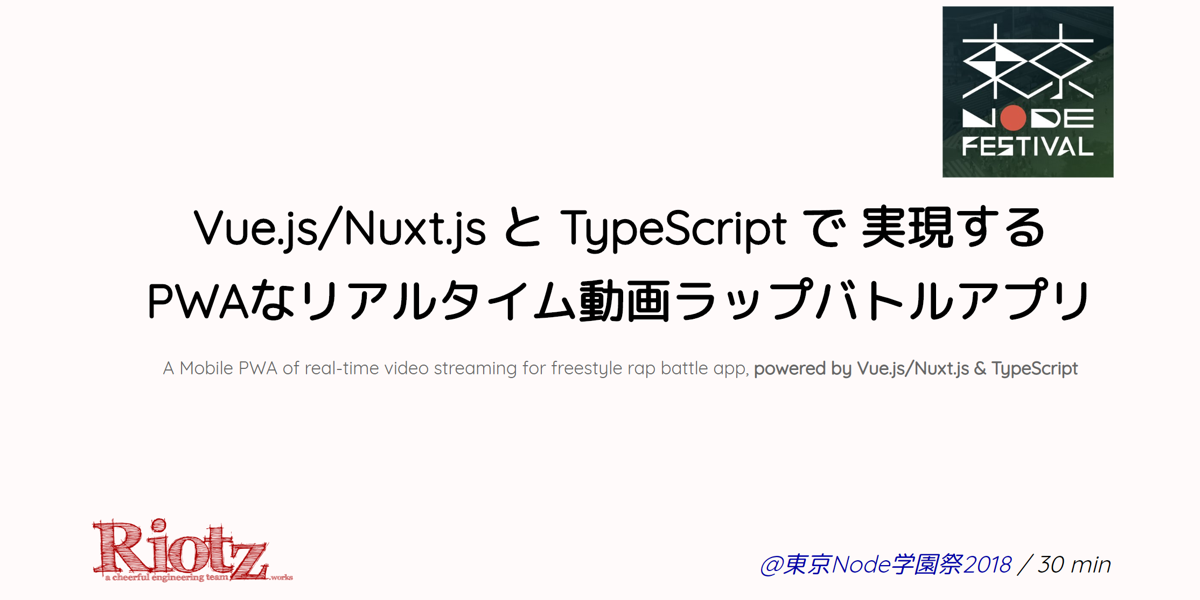 東京
NODE
FESTIVAL
Vue.js/Nuxt.js と TypeScript で 実現する
PWAなリアルタイム動画ラップバトルアプリ
A Mobile PWA of real-time video streaming for freestyle rap battle app, powered by Vue.js/Nuxt.js & TypeScript
Riotz
a cheerful engineering team .works
@東京Node学園祭2018 / 30 min